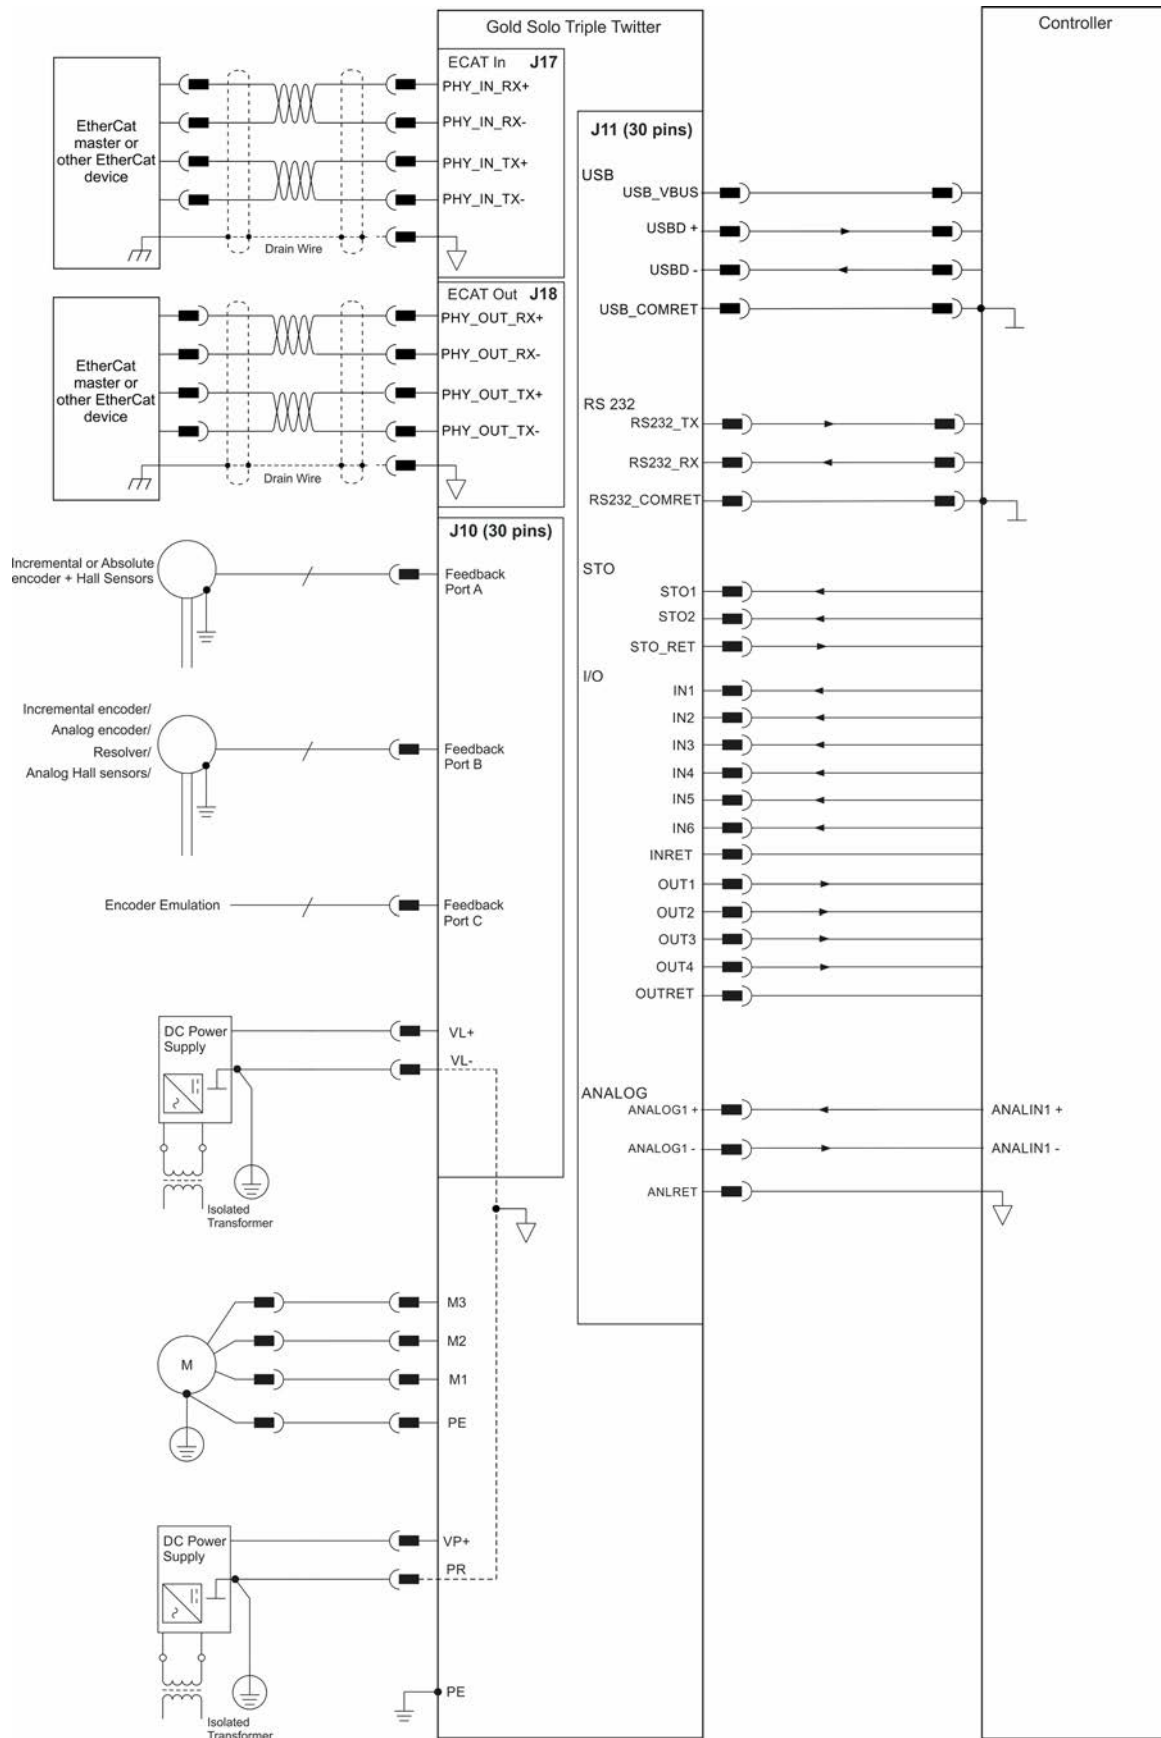 Gold Solo Triple Twitter
Controller
ECAT In J17
PHY_IN_RX+
PHY_IN_RX-
PHY_IN_TX+
PHY_IN_TX-
EtherCat
master or
other EtherCat
device
Drain Wire
ECAT Out J18
PHY_OUT_RX+
PHY_OUT_RX-
PHY_OUT_TX+
PHY_OUT_TX-
EtherCat
master or
other EtherCat
device
Drain Wire
J10 (30 pins)
Incremental or Absolute
encoder + Hall Sensors
Feedback
Port A
Incremental encoder/
Analog encoder/
Resolver/
Analog Hall sensors/
Feedback
Port B
Encoder Emulation
Feedback
Port C
DC Power
Supply
VL+
VL-
Isolated
Transformer
M
M3
M2
M1
PE
DC Power
Supply
VP+
PR
Isolated
Transformer
PE
J11 (30 pins)
USB
USB_VBUS
USBD +
USBD -
USB_COMRET
RS 232
RS232_TX
RS232_RX
RS232_COMRET
STO
STO1
STO2
STO_RET
I/O
IN1
IN2
IN3
IN4
IN5
IN6
INRET
OUT1
OUT2
OUT3
OUT4
OUTRET
ANALOG
ANALOG1 +
ANALIN1 +
ANALOG1 -
ANALIN1 -
ANLRET